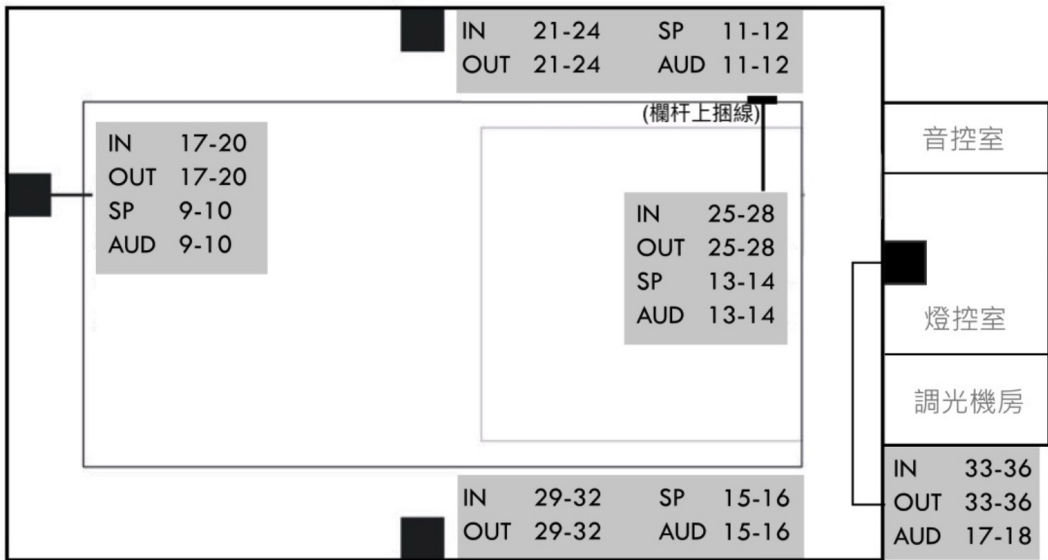 IN 21-24 SP 11-12
OUT 21-24 AUD 11-12
(欄杆上捆線)
IN 17-20
OUT 17-20
SP 9-10
AUD 9-10
IN 25-28
OUT 25-28
SP 13-14
AUD 13-14
音控室
燈控室
調光機房
IN 29-32 SP 15-16
OUT 29-32 AUD 15-16
IN 33-36
OUT 33-36
AUD 17-18